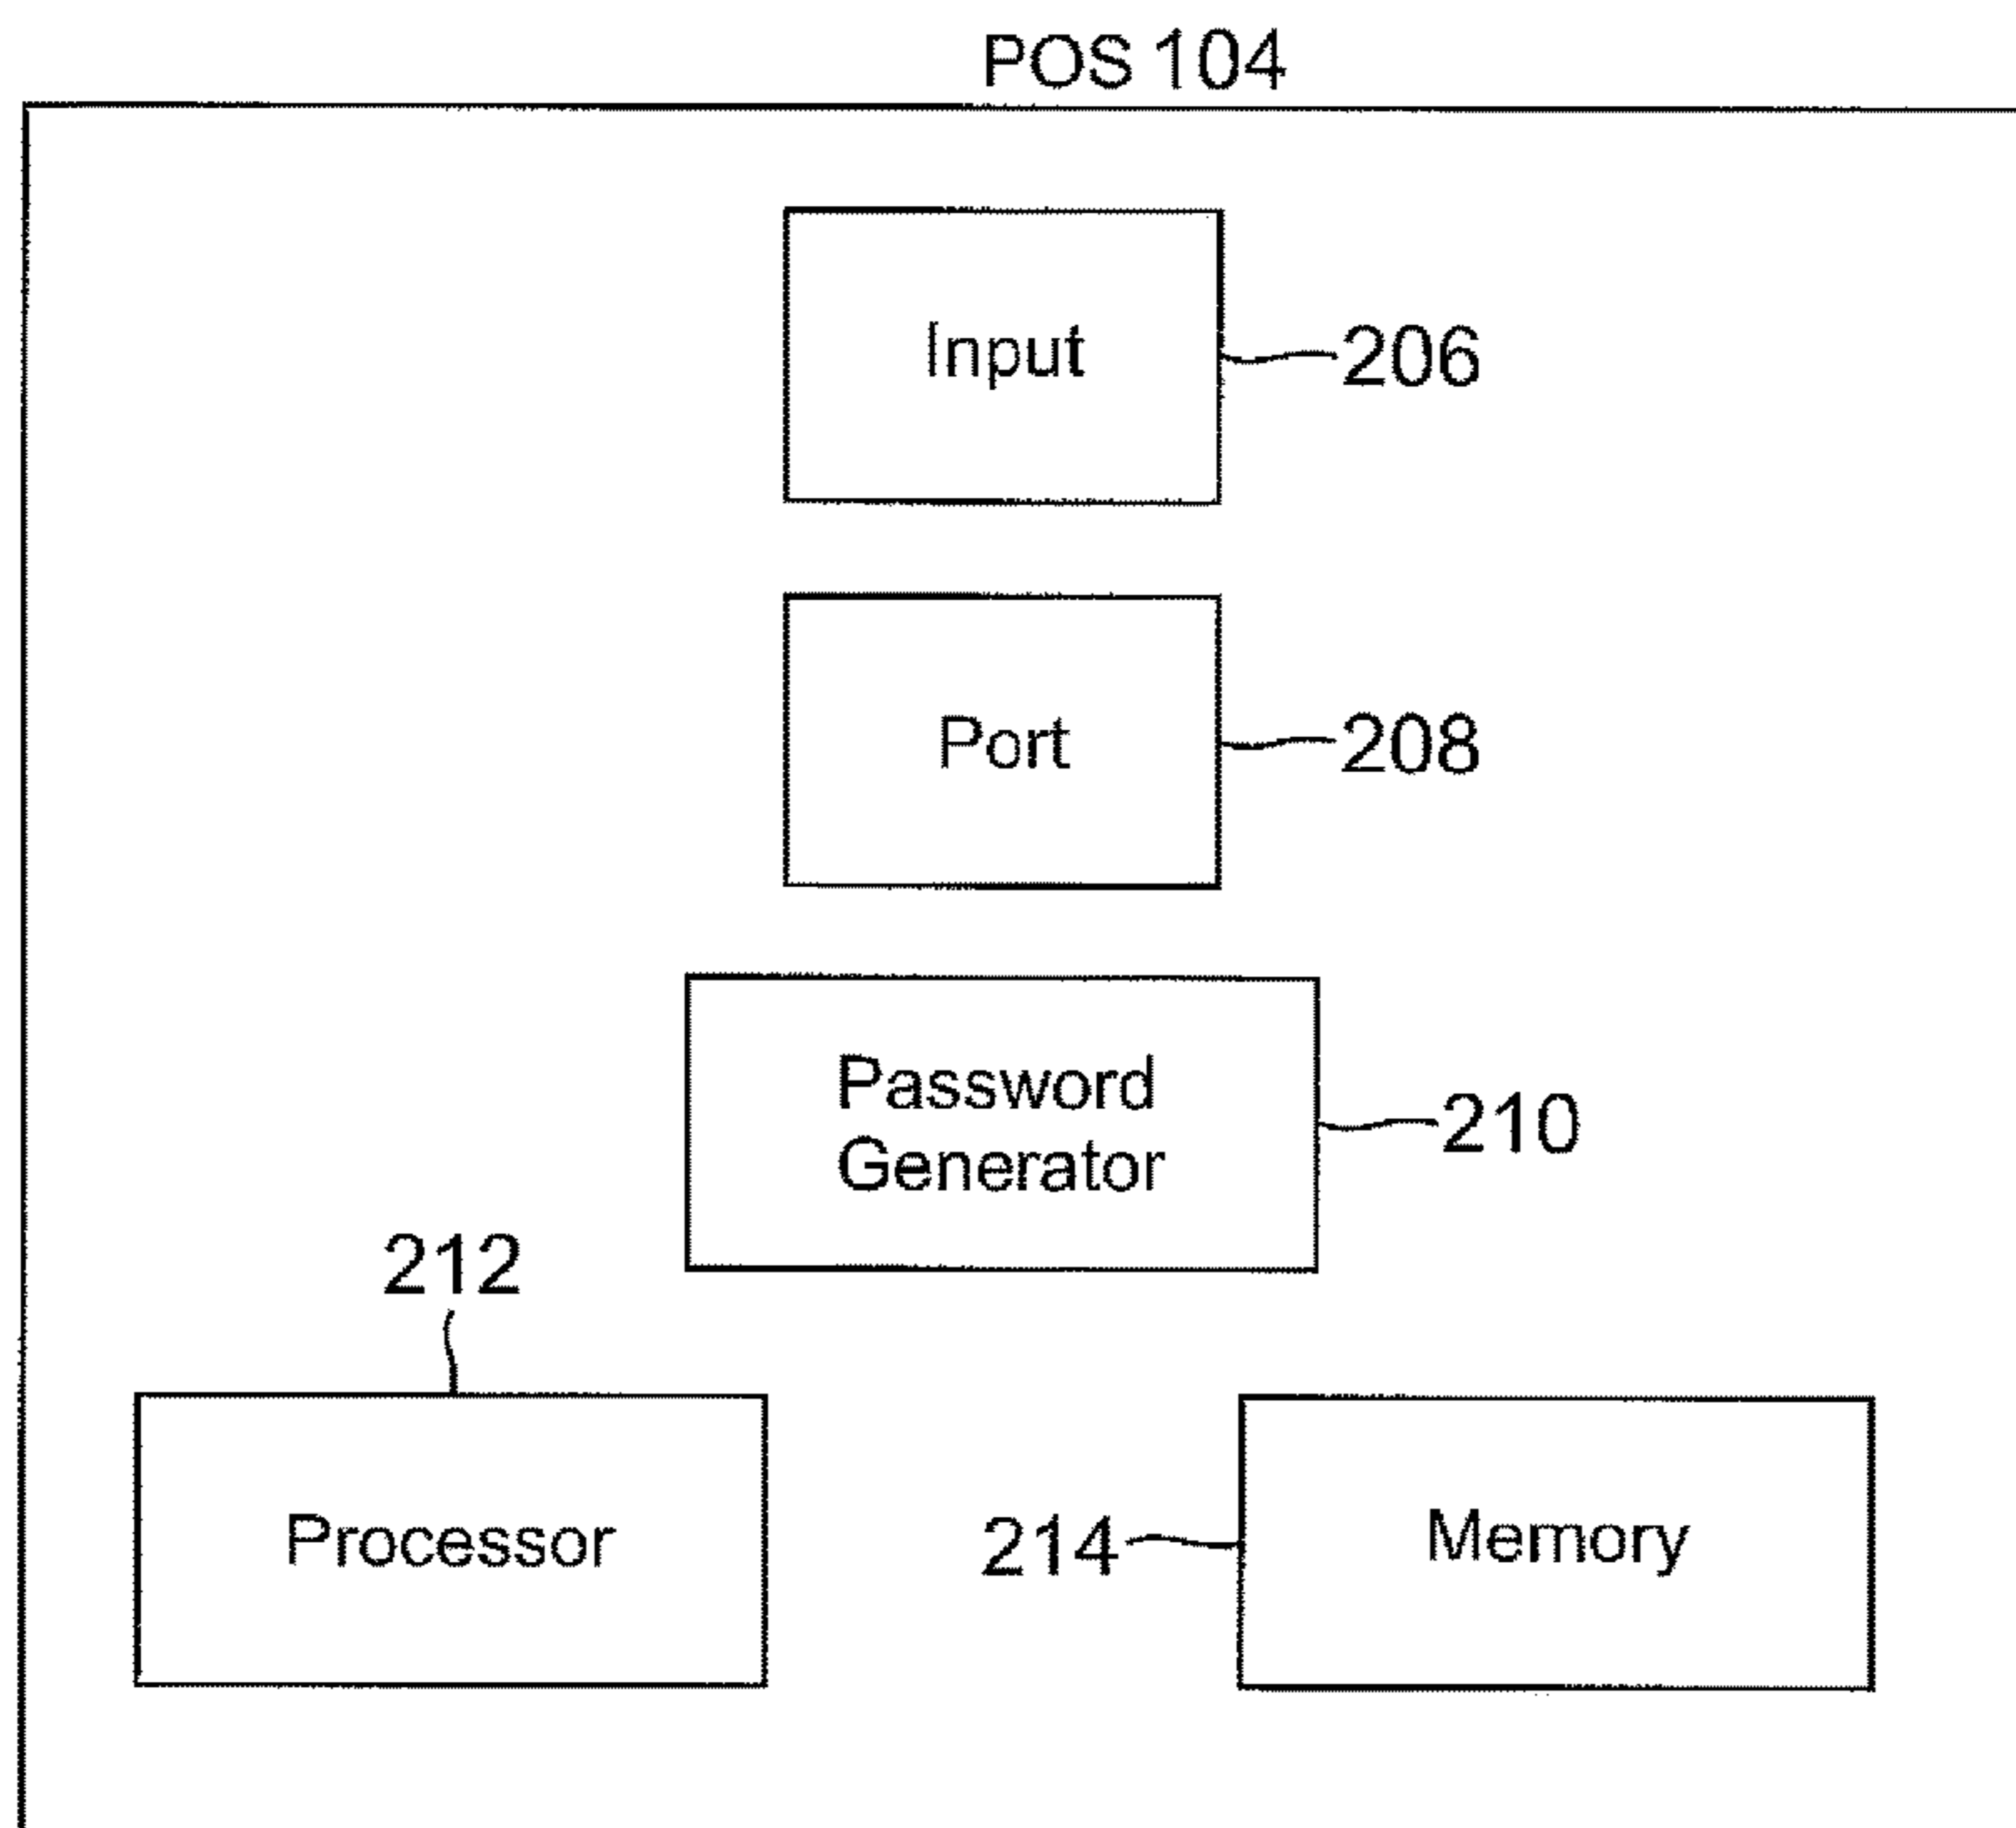 POS 104
Input
206
Port
208
Password
Generator
210
212
Processor
214
Memory